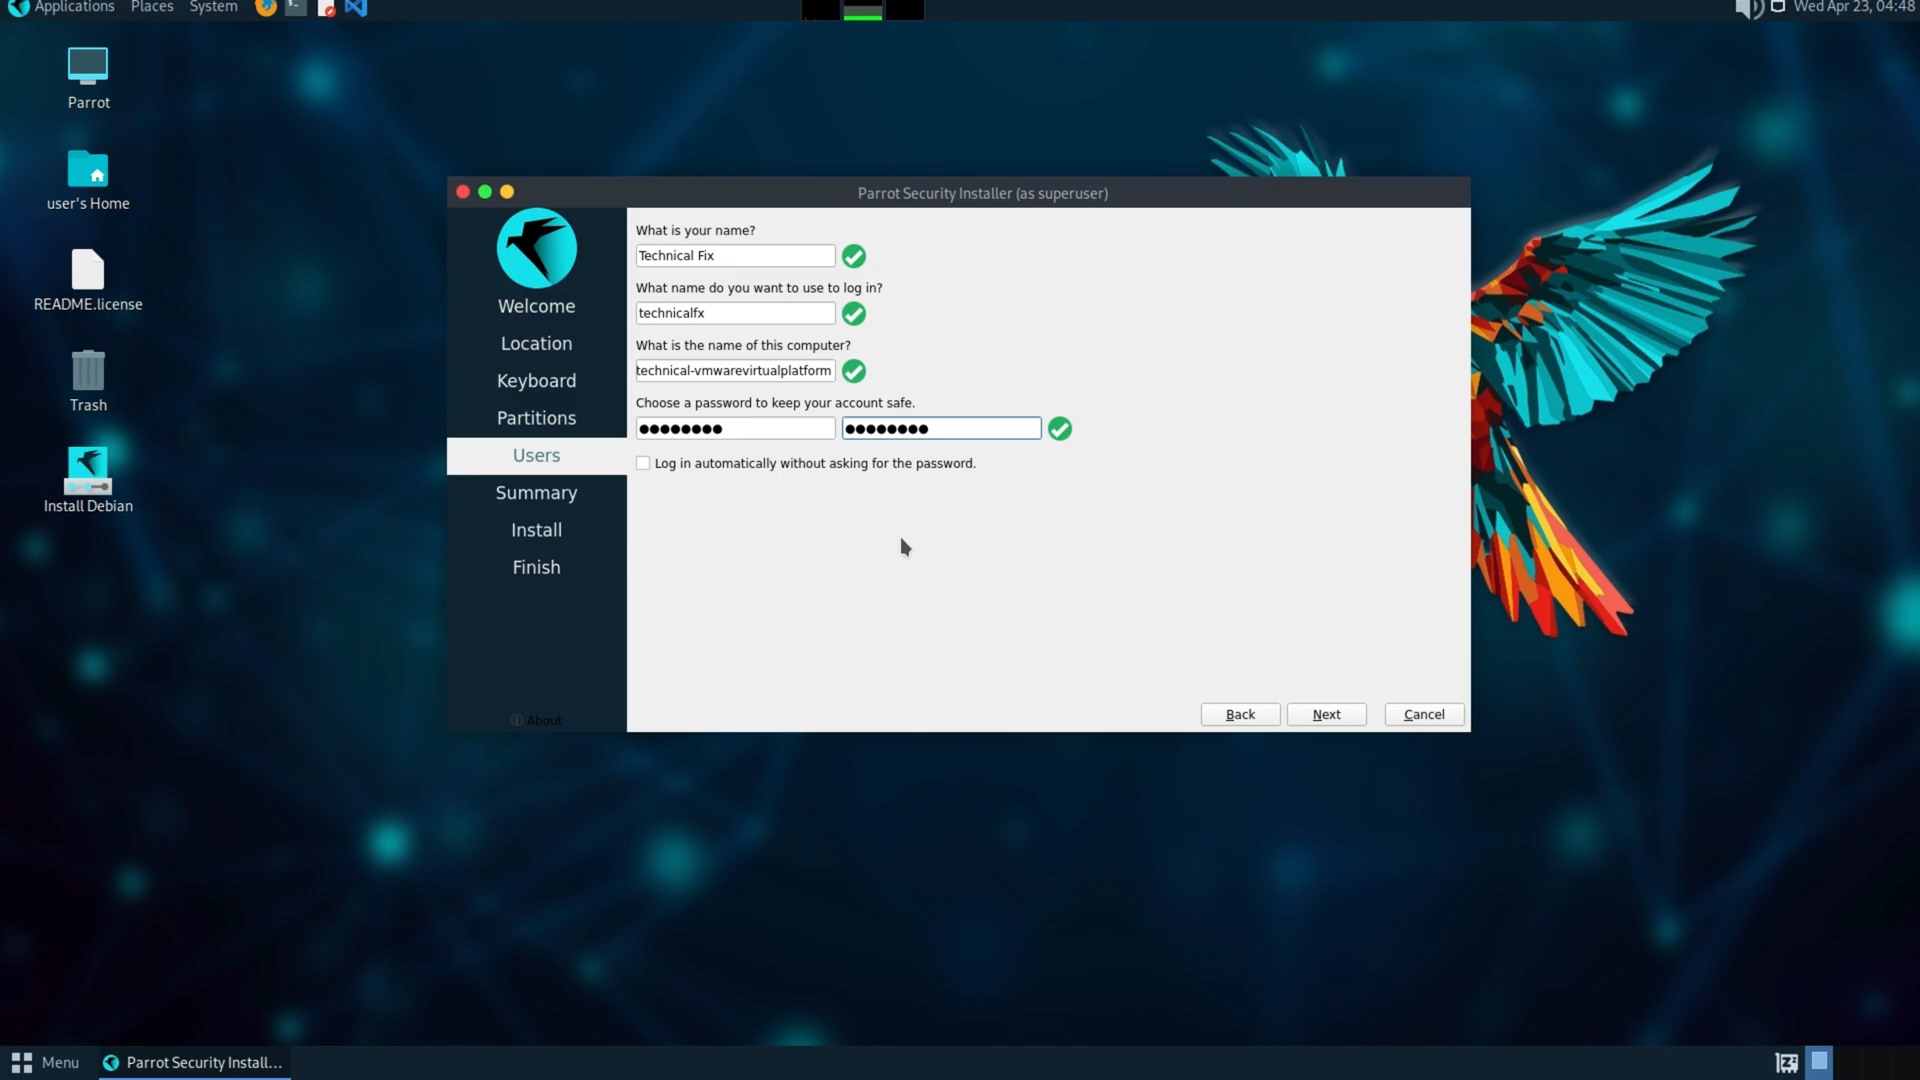 Applications Places System
Wed Apr 23, 04:48
Parrot
user's Home
README.license
Trash
Install Debian
Parrot Security Installer (as superuser)
Welcome
Location
Keyboard
Partitions
Users
Summary
Install
Finish
About
What is your name?
Technical Fix
What name do you want to use to log in?
technicalfx
What is the name of this computer?
technical-vmwarevirtualplatform
Choose a password to keep your account safe.
●●●●●●●● ●●●●●●●●
Log in automatically without asking for the password.
Back Next Cancel
Menu Parrot Security Install...